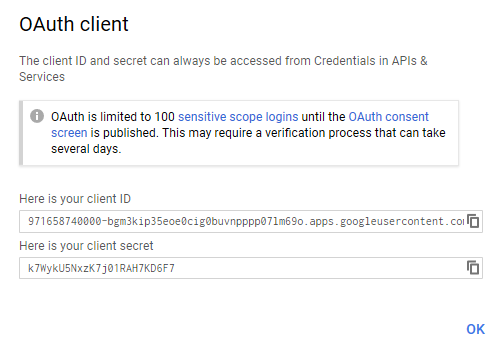 OAuth client
The client ID and secret can always be accessed from Credentials in APIs &
Services
OAuth is limited to 100 sensitive scope logins until the OAuth consent
screen is published. This may require a verification process that can take
several days.
Here is your client ID
971658740000-bgm3kip35eoe0cig0buvnpppp07lm69o.apps.googleusercontent.co
Here is your client secret
k7WykU5NxzK7j01RAH7KD6F7
OK